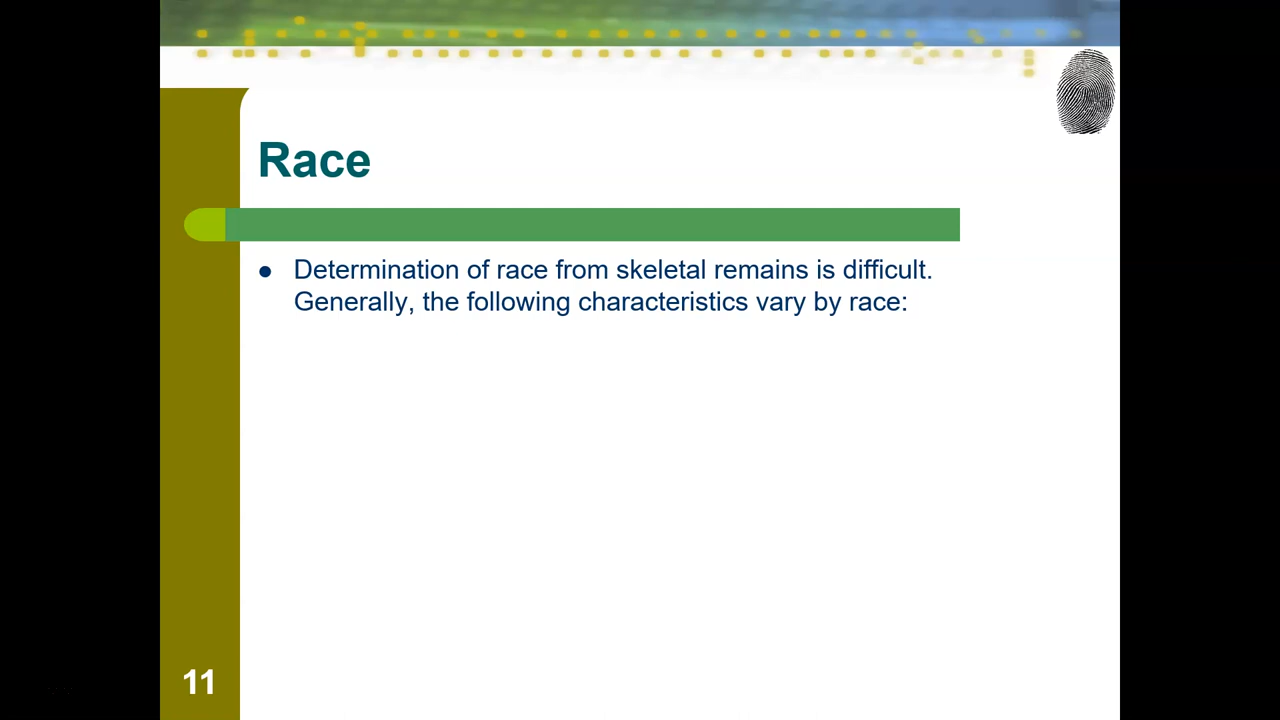 Race
● Determination of race from skeletal remains is difficult.
Generally, the following characteristics vary by race:
11